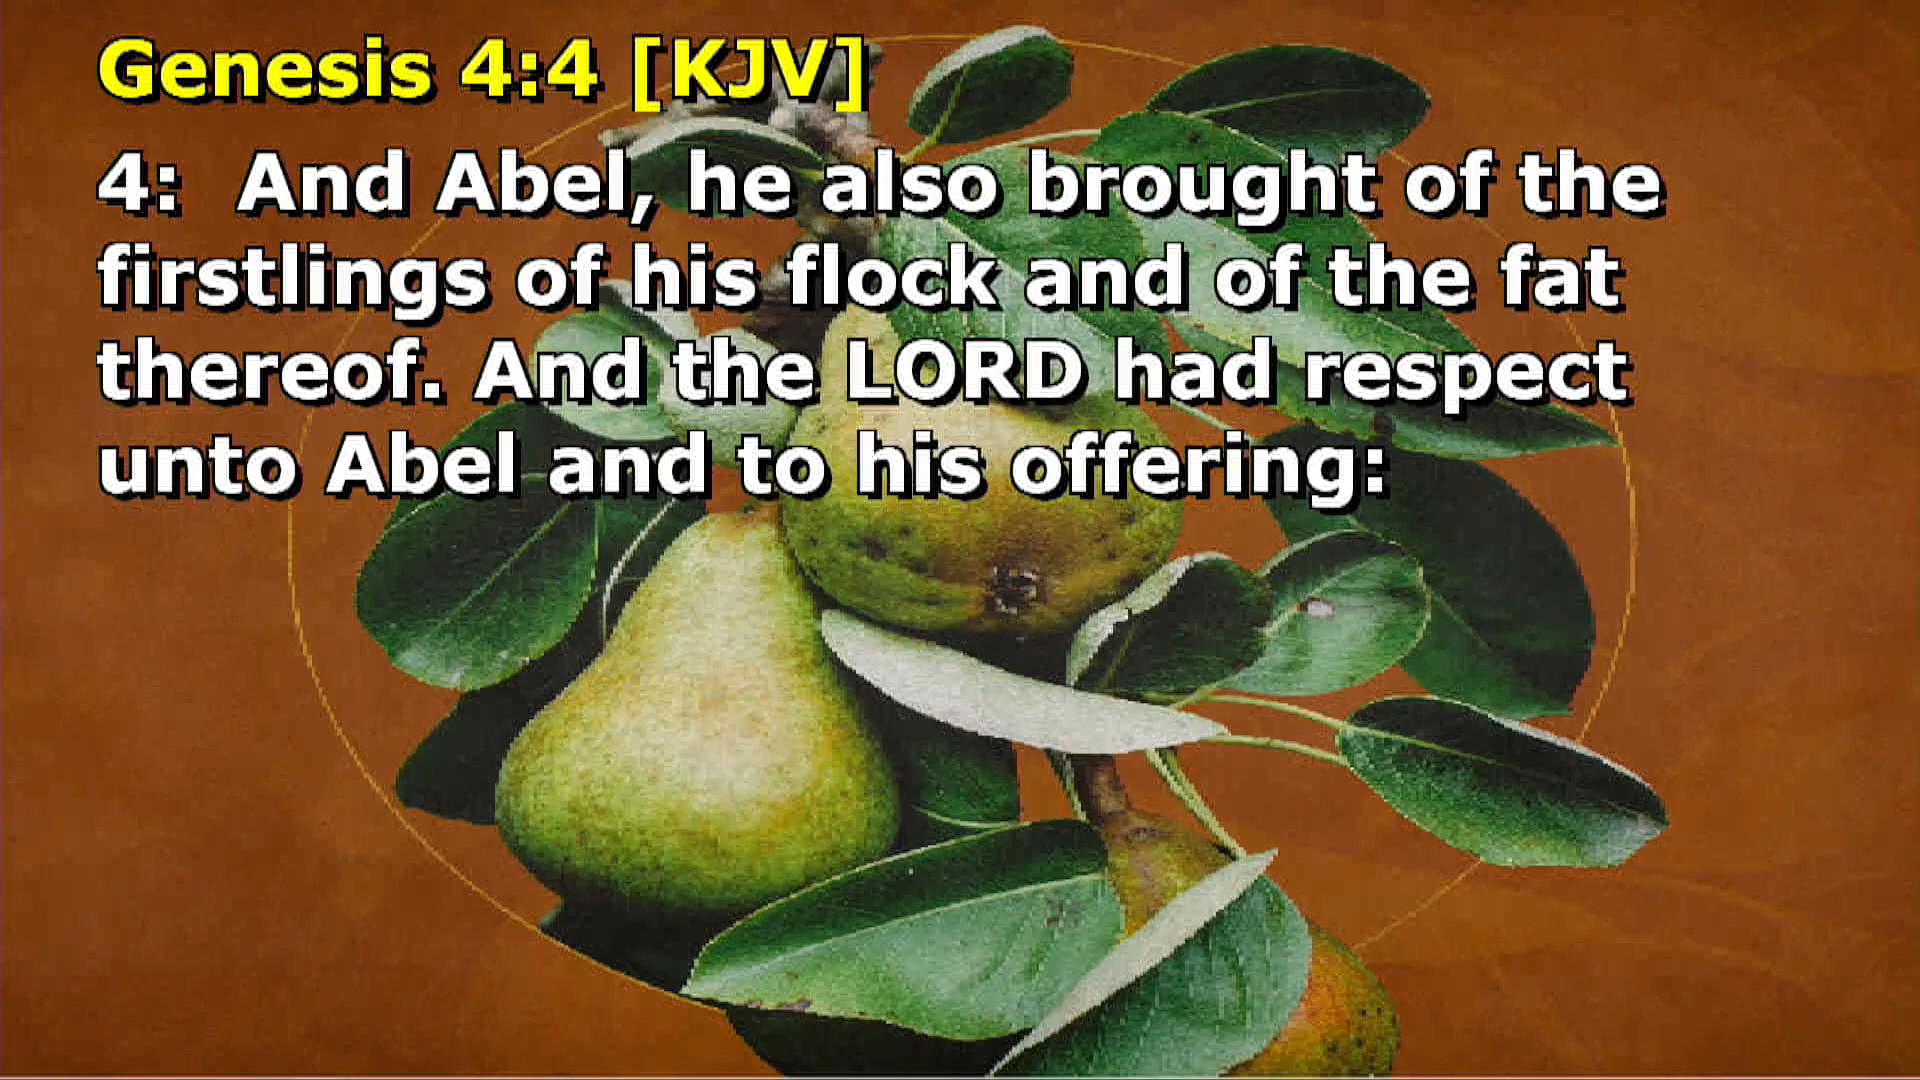 Genesis 4:4 [KJV]
4:  And Abel, he also brought of the
firstlings of his flock and of the fat
thereof. And the LORD had respect
unto Abel and to his offering: